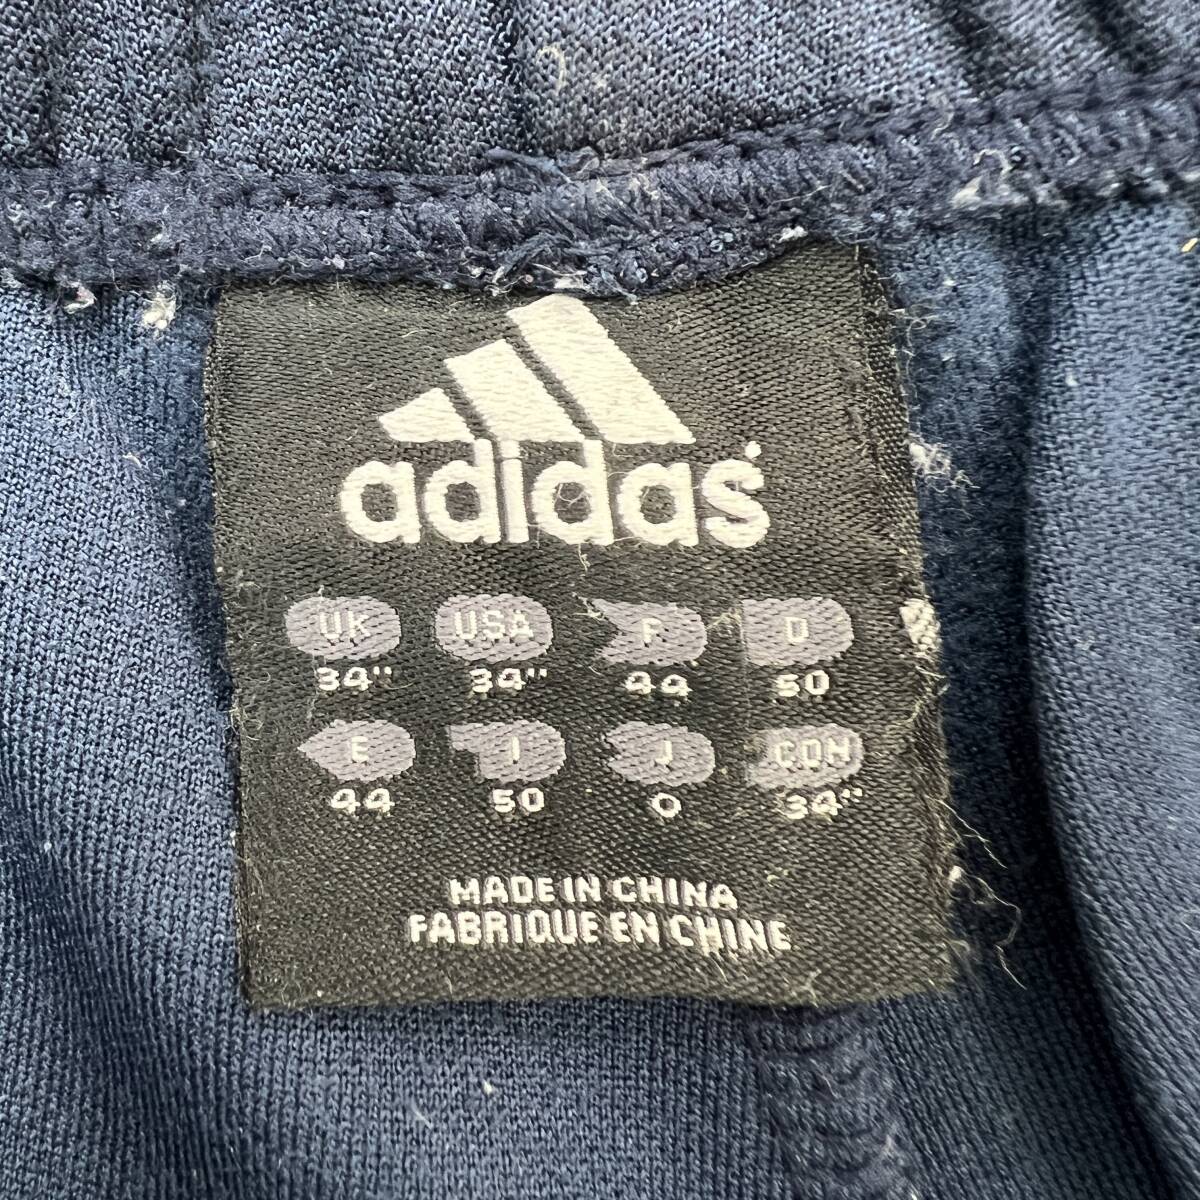 adidas
UK USA F D
34" 34" 44 50
E I J CDN
44 50 O 34"
MADE IN CHINA
FABRIQUE EN CHINE